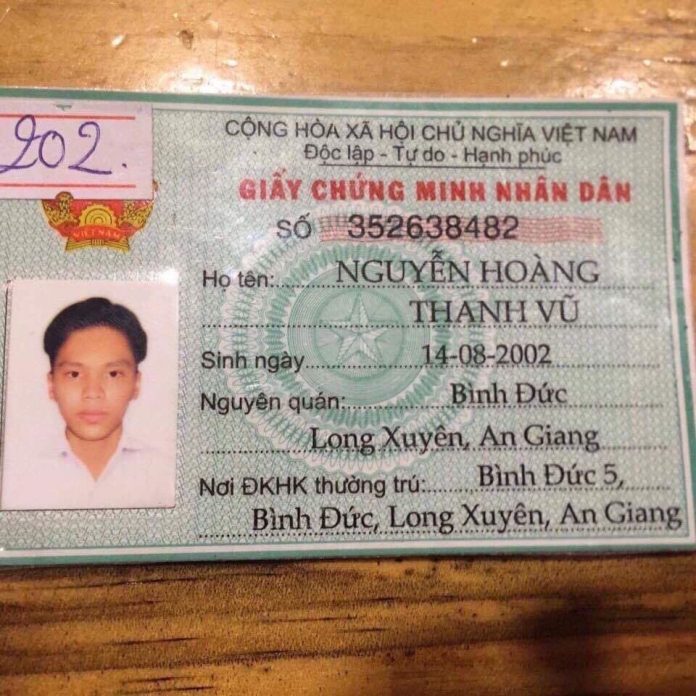 202.
CỘNG HÒA XÃ HỘI CHỦ NGHĨA VIỆT NAM
Độc lập - Tự do - Hạnh phúc
GIẤY CHỨNG MINH NHÂN DÂN
SỐ 352638482
VIỆT NAM
Họ tên: NGUYỄN HOÀNG
THANH VŨ
Sinh ngày 14-08-2002
Nguyên quán: Bình Đức
Long Xuyên, An Giang
Nơi ĐKHK thường trú: Bình Đức 5,
Bình Đức, Long Xuyên, An Giang